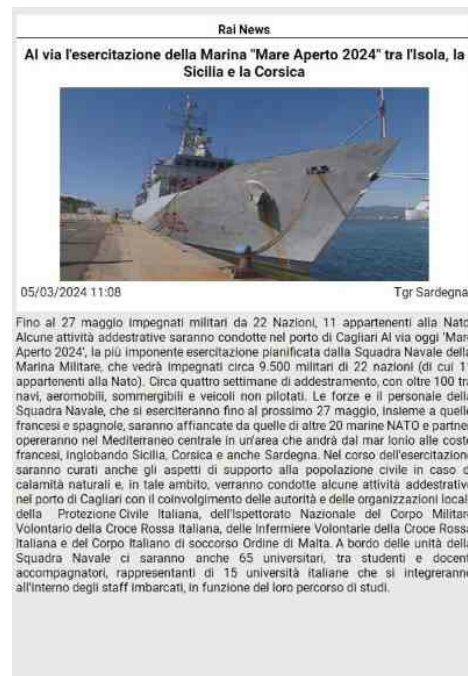 Rai News
Al via l'esercitazione della Marina "Mare Aperto 2024" tra l'Isola, la
Sicilia e la Corsica
05/03/2024 11:08
Tgr Sardegna
Fino al 27 maggio impegnati militari da 22 Nazioni, 11 appartenenti alla Nato
Alcune attività addestrative saranno condotte nel porto di Cagliari Al via oggi 'Mare
Aperto 2024', la più imponente esercitazione pianificata dalla Squadra Navale della
Marina Militare, che vedrà impegnati circa 9.500 militari di 22 nazioni (di cui 11
appartenenti alla Nato). Circa quattro settimane di addestramento, con oltre 100 tra
navi, aeromobili, sommergibili e veicoli non pilotati. Le forze e il personale della
Squadra Navale, che si eserciteranno fino al prossimo 27 maggio, insieme a quelle
francesi e spagnole, saranno affiancate da quelle di altre 20 marine NATO e partner
opereranno nel Mediterraneo centrale in un'area che andrà dal mar Ionio alle coste
francesi, inglobando Sicilia, Corsica e anche Sardegna. Nel corso dell'esercitazione
saranno curati anche gli aspetti di supporto alla popolazione civile in caso d
calamità naturali e, in tale ambito, verranno condotte alcune attività addestrative
nel porto di Cagliari con il coinvolgimento delle autorità e delle organizzazioni local
della Protezione Civile Italiana, dell'Ispettorato Nazionale del Corpo Militare
Volontario della Croce Rossa Italiana, delle Infermiere Volontarie della Croce Rossa
Italiana e del Corpo Italiano di soccorso Ordine di Malta. A bordo delle unità della
Squadra Navale ci saranno anche 65 universitari, tra studenti e docent
accompagnatori, rappresentanti di 15 università italiane che si integreranno
all'interno degli staff imbarcati, in funzione del loro percorso di studi.